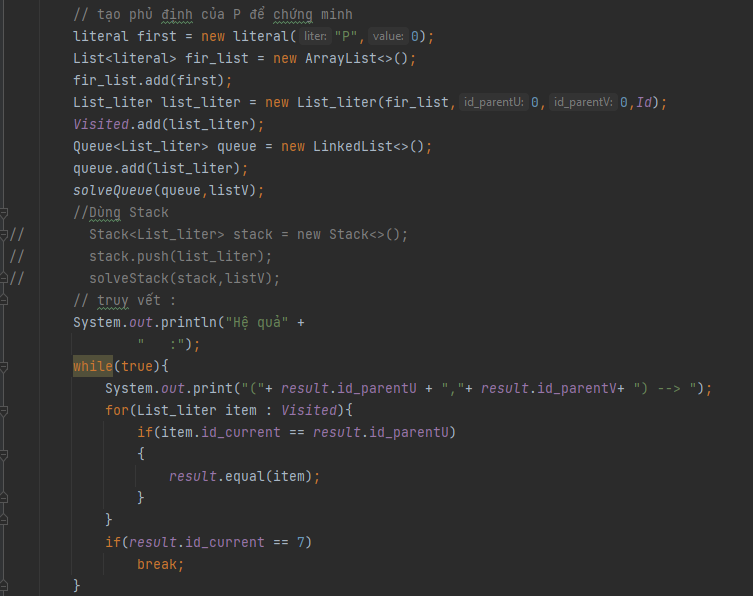 // tạo phủ định của P để chứng minh
literal first = new literal( liter: "P", value: 0);
List<literal> fir_list = new ArrayList<>();
fir_list.add(first);
List_liter list_liter = new List_liter(fir_list, id_parentU: 0, id_parentV: 0,Id);
Visited.add(list_liter);
Queue<List_liter> queue = new LinkedList<>();
queue.add(list_liter);
solveQueue(queue,listV);
//Dùng Stack
// Stack<List_liter> stack = new Stack<>();
// stack.push(list_liter);
// solveStack(stack,listV);
// truy vết :
System.out.println("Hệ quả" +
"   :");
while(true){
System.out.print("("+ result.id_parentU + ","+ result.id_parentV+ ") --> ");
for(List_liter item : Visited){
if(item.id_current == result.id_parentU)
{
result.equal(item);
}
}
if(result.id_current == 7)
break;
}